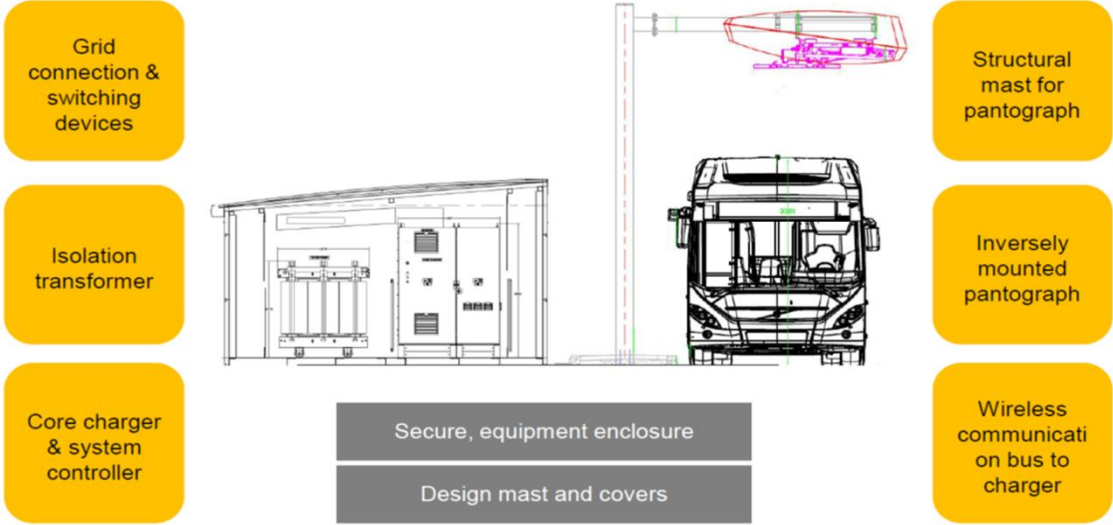 Grid
connection &
switching
devices
Isolation
transformer
Core charger
& system
controller
Secure, equipment enclosure
Design mast and covers
Structural
mast for
pantograph
Inversely
mounted
pantograph
Wireless
communicati
on bus to
charger